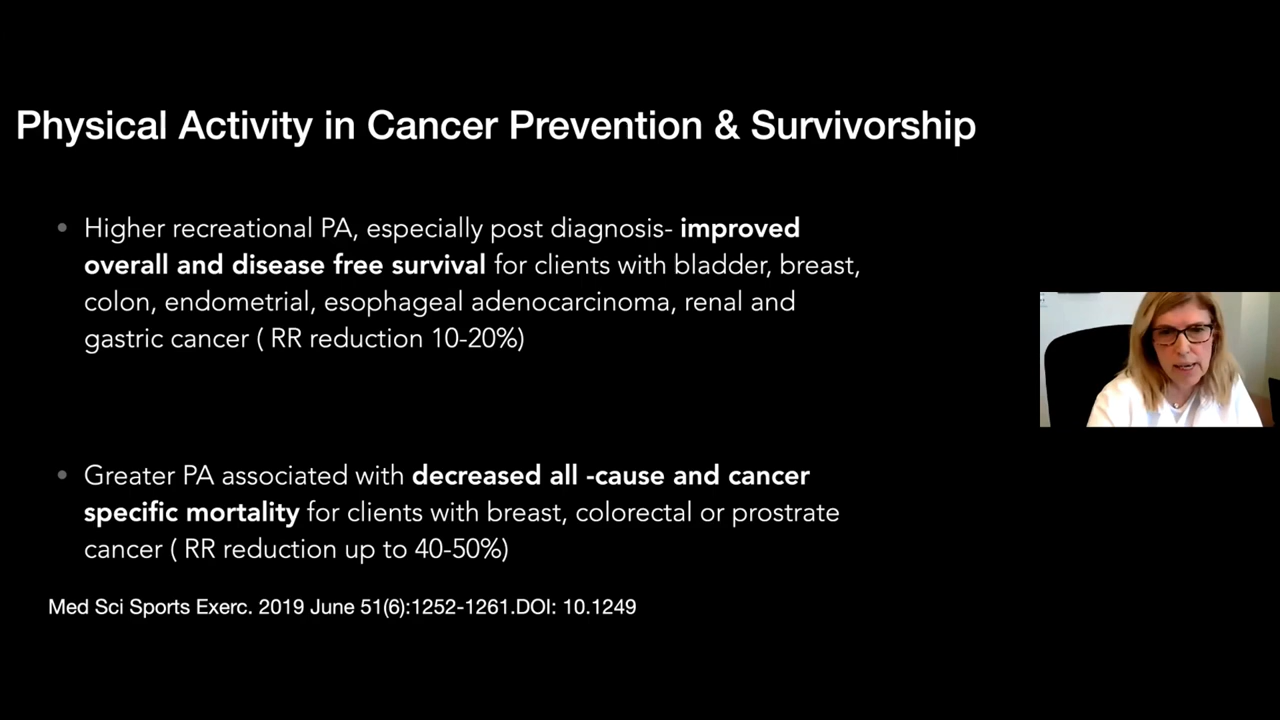 Physical Activity in Cancer Prevention & Survivorship
• Higher recreational PA, especially post diagnosis- improved
overall and disease free survival for clients with bladder, breast,
colon, endometrial, esophageal adenocarcinoma, renal and
gastric cancer ( RR reduction 10-20%)
• Greater PA associated with decreased all -cause and cancer
specific mortality for clients with breast, colorectal or prostrate
cancer ( RR reduction up to 40-50%)
Med Sci Sports Exerc. 2019 June 51(6):1252-1261.DOI: 10.1249